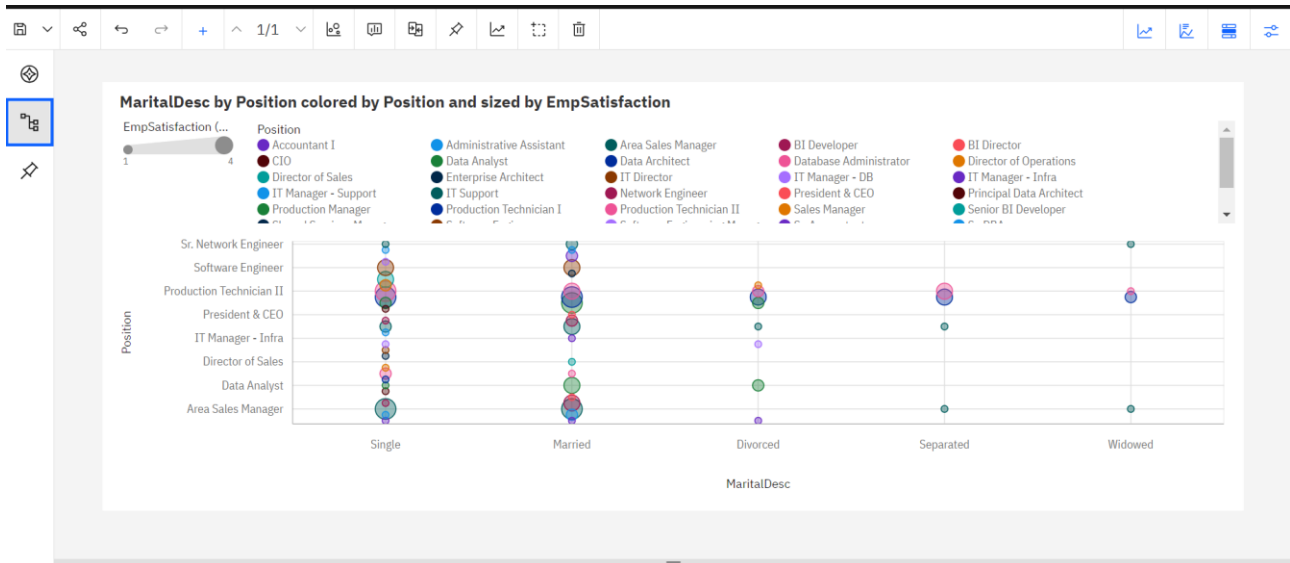 1/1
MaritalDesc by Position colored by Position and sized by EmpSatisfaction
EmpSatisfaction (...
1 4
Position
Accountant I Administrative Assistant Area Sales Manager BI Developer BI Director
CIO Data Analyst Data Architect Database Administrator Director of Operations
Director of Sales Enterprise Architect IT Director IT Manager - DB IT Manager - Infra
IT Manager - Support IT Support Network Engineer President & CEO Principal Data Architect
Production Manager Production Technician I Production Technician II Sales Manager Senior BI Developer
Position
Sr. Network Engineer
Software Engineer
Production Technician II
President & CEO
IT Manager - Infra
Director of Sales
Data Analyst
Area Sales Manager
Single Married Divorced Separated Widowed
MaritalDesc